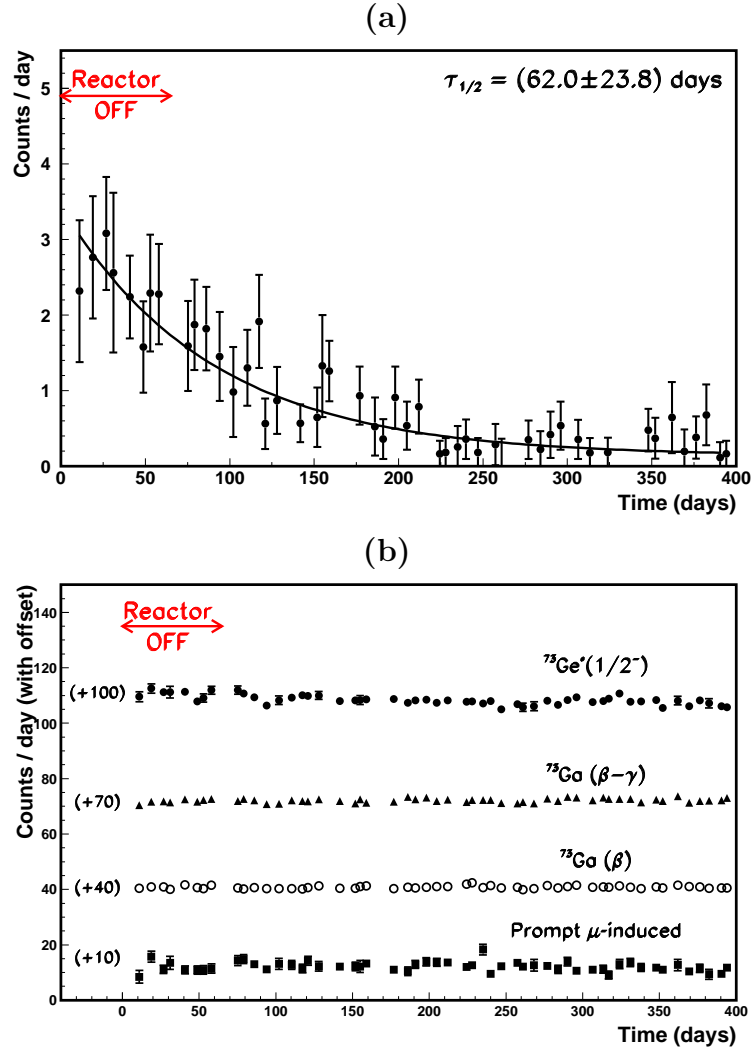 (a)
Counts / day
5
4
3
2
1
0
Reactor
OFF
τ1/2 = (62.0±23.8) days
0 50 100 150 200 250 300 350 400
Time (days)
(b)
Counts / day (with offset)
140
120
100
80
60
40
20
0
Reactor
OFF
(+100)
⁷³Ge*(1/2⁻)
(+70)
⁷³Ga (β−γ)
(+40)
⁷³Ga (β)
(+10)
Prompt μ-induced
0 50 100 150 200 250 300 350 400
Time (days)